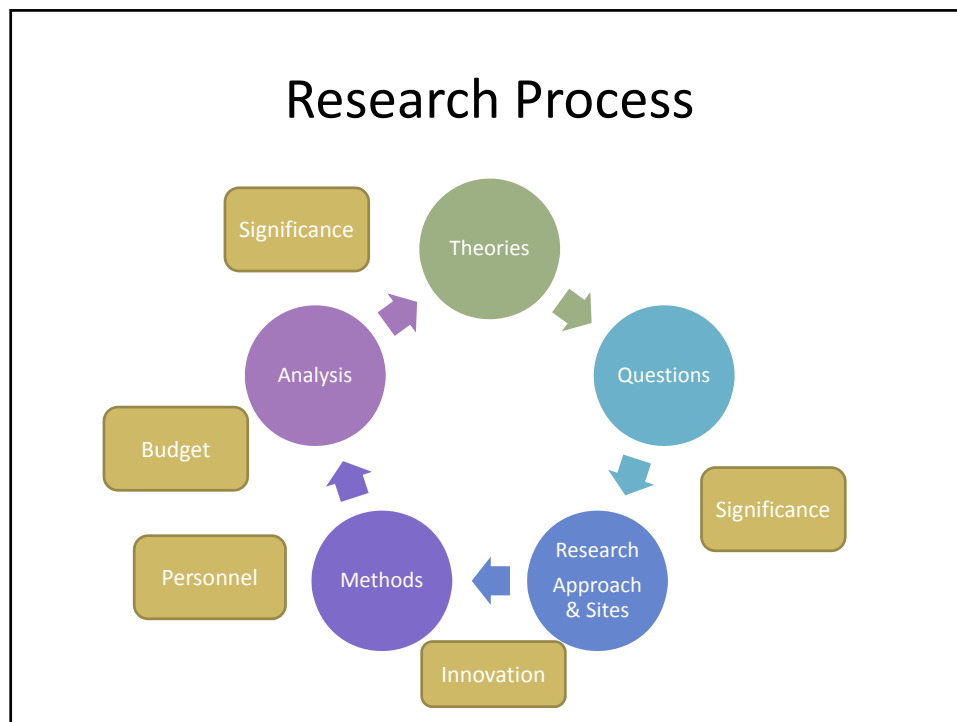 Research Process
Significance
Theories
Analysis
Questions
Budget
Significance
Personnel
Methods
Research
Approach
& Sites
Innovation